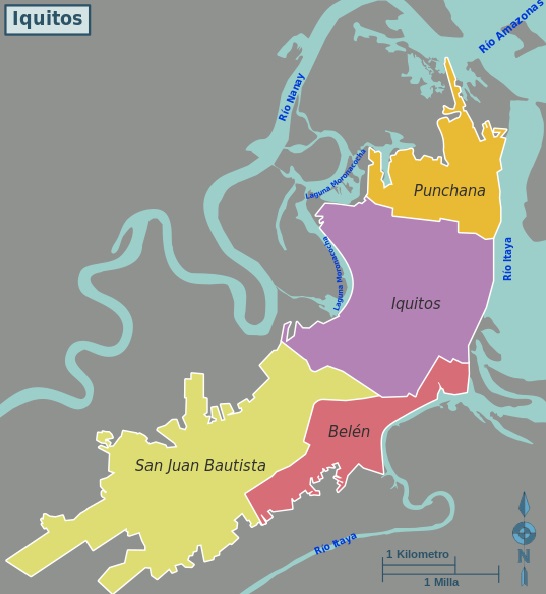 Iquitos
Río Amazonas
Río Nanay
Laguna Moronacocha
Punchana
Laguna Moronacocha
Río Itaya
Iquitos
Belén
San Juan Bautista
Río Itaya
N
1 Kilometro
1 Milla